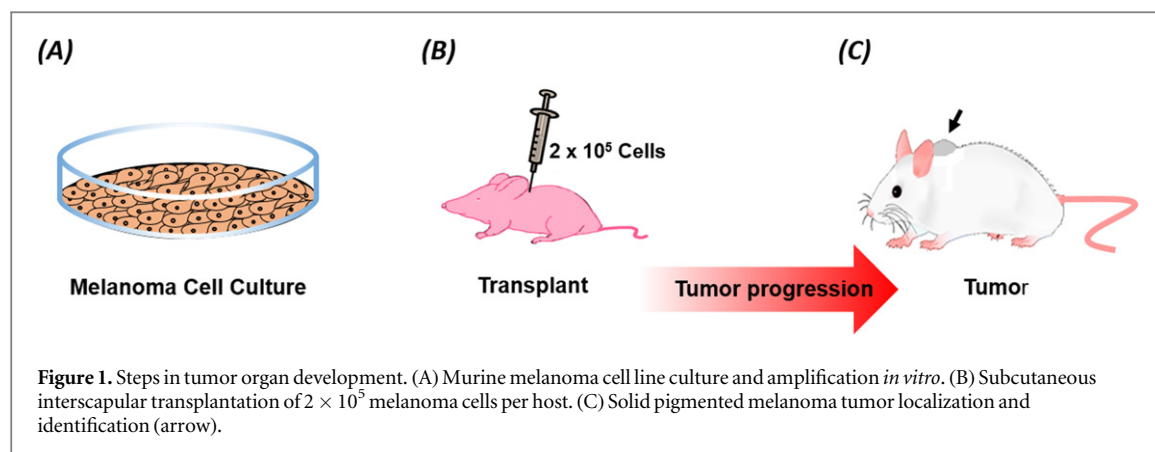 (A)
(B)
(C)
2 x 10⁵ Cells
Melanoma Cell Culture
Transplant
Tumor progression
Tumor
Figure 1. Steps in tumor organ development. (A) Murine melanoma cell line culture and amplification in vitro. (B) Subcutaneous
interscapular transplantation of 2 × 10⁵ melanoma cells per host. (C) Solid pigmented melanoma tumor localization and
identification (arrow).